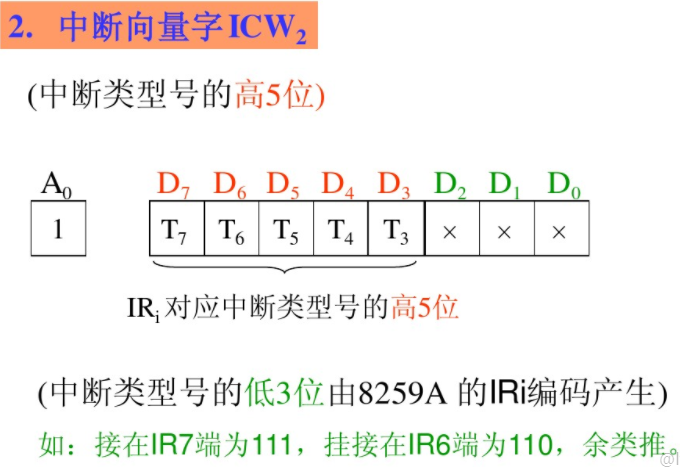 2. 中断向量字ICW₂
(中断类型号的高5位)
A₀ D₇ D₆ D₅ D₄ D₃ D₂ D₁ D₀
1 T₇ T₆ T₅ T₄ T₃ × × ×
IRᵢ对应中断类型号的高5位
(中断类型号的低3位由8259A 的IRi编码产生)
如：接在IR7端为111，挂接在IR6端为110，余类推。